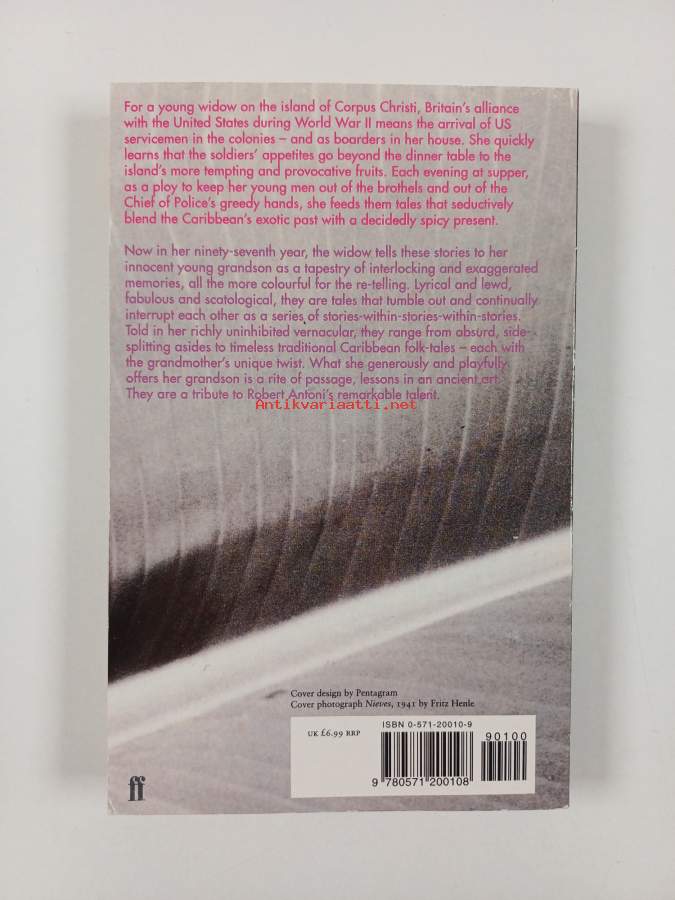 For a young widow on the island of Corpus Christi, Britain's alliance
with the United States during World War II means the arrival of US
servicemen in the colonies – and as boarders in her house. She quickly
learns that the soldiers' appetites go beyond the dinner table to the
island's more tempting and provocative fruits. Each evening at supper,
as a ploy to keep her young men out of the brothels and out of the
Chief of Police's greedy hands, she feeds them tales that seductively
blend the Caribbean's exotic past with a decidedly spicy present.
Now in her ninety-seventh year, the widow tells these stories to her
innocent young grandson as a tapestry of interlocking and exaggerated
memories, all the more colourful for the re-telling. Lyrical and lewd,
fabulous and scatological, they are tales that tumble out and continually
interrupt each other as a series of stories-within-stories-within-stories.
Told in her richly uninhibited vernacular, they range from absurd, side-
splitting asides to timeless traditional Caribbean folk-tales – each with
the grandmother's unique twist. What she generously and playfully
offers her grandson is a rite of passage, lessons in an ancient art.
They are a tribute to Robert Antoni's remarkable talent.
Antikvariaatti.net
Cover design by Pentagram
Cover photograph Nieves, 1941 by Fritz Henle
UK £6.99 RRP
ISBN 0-571-20010-9
90100
9 780571 200108
ff